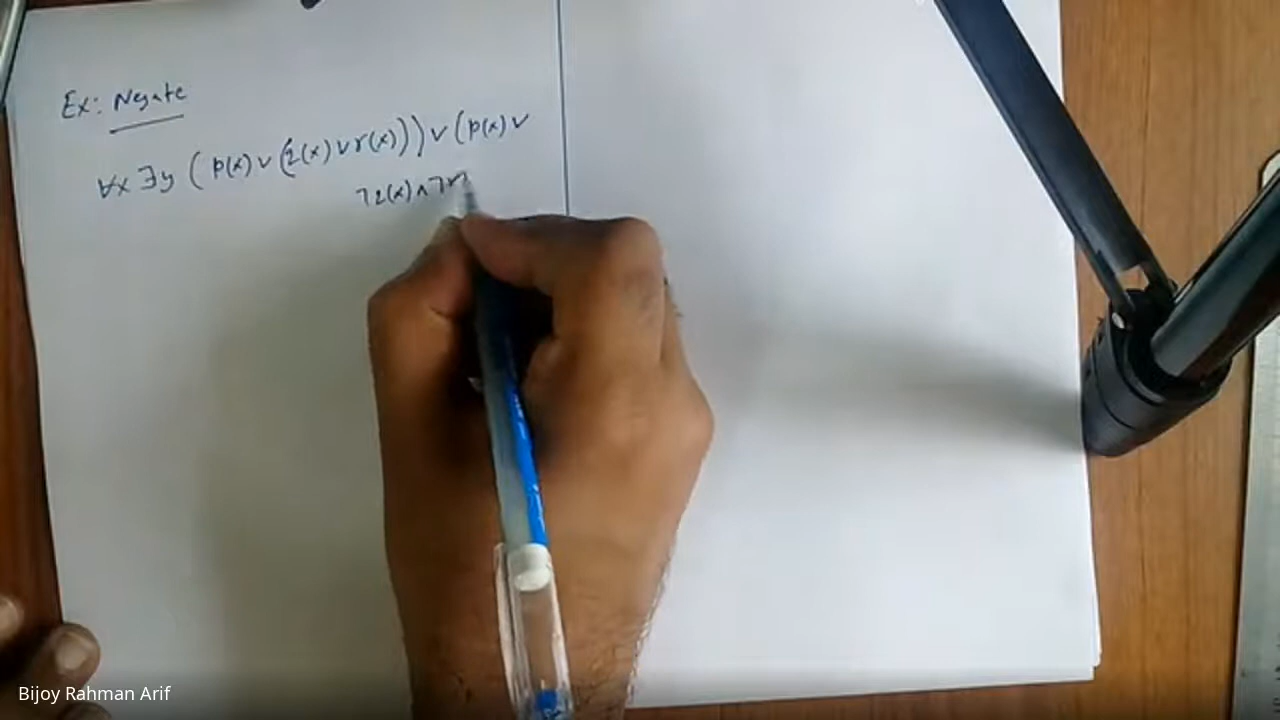 Ex: Negate
∀x ∃y (p(x) ∨ (q(x) ∨ r(x))) ∨ (p(x) ∨
¬q(x) ∧ ¬r
Bijoy Rahman Arif